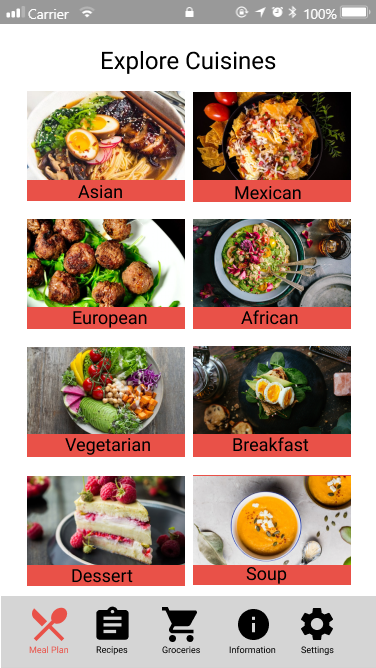 Carrier 100%
Explore Cuisines
Asian Mexican
European African
Vegetarian Breakfast
Dessert Soup
Meal Plan Recipes Groceries Information Settings